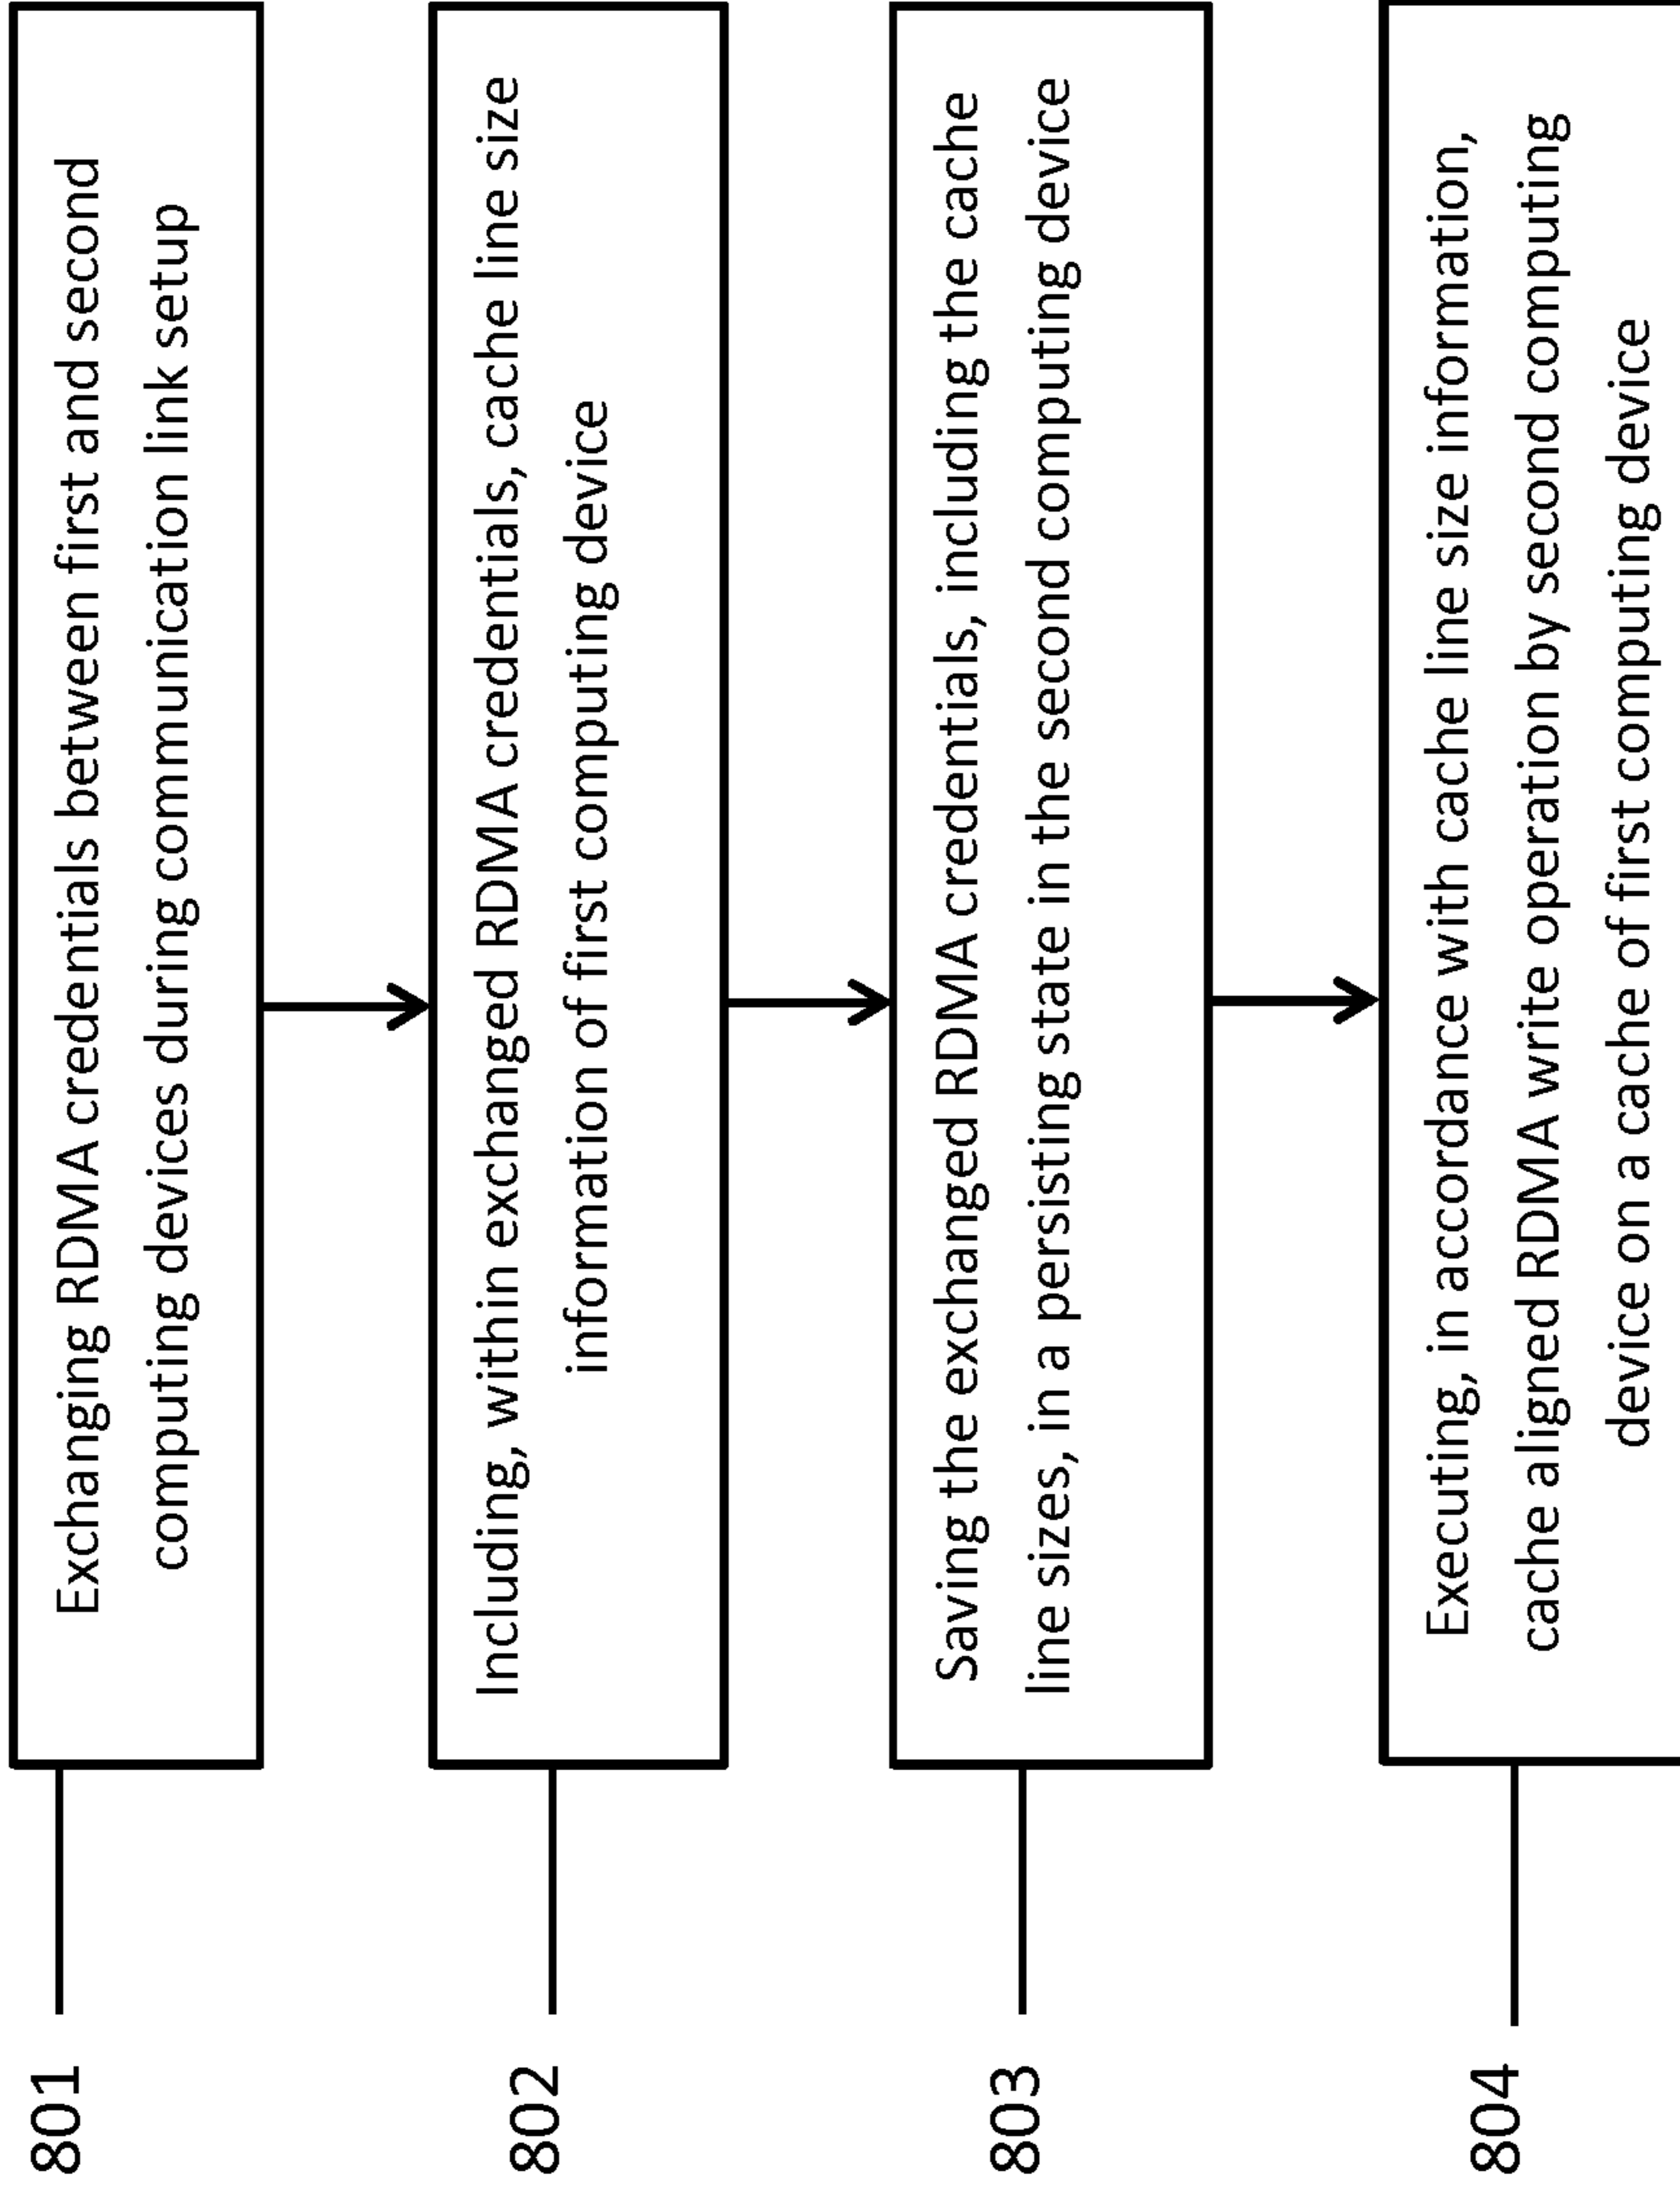 801
Exchanging RDMA credentials between first and second
computing devices during communication link setup
802
Including, within exchanged RDMA credentials, cache line size
information of first computing device
803
Saving the exchanged RDMA credentials, including the cache
line sizes, in a persisting state in the second computing device
804
Executing, in accordance with cache line size information,
cache aligned RDMA write operation by second computing
device on a cache of first computing device